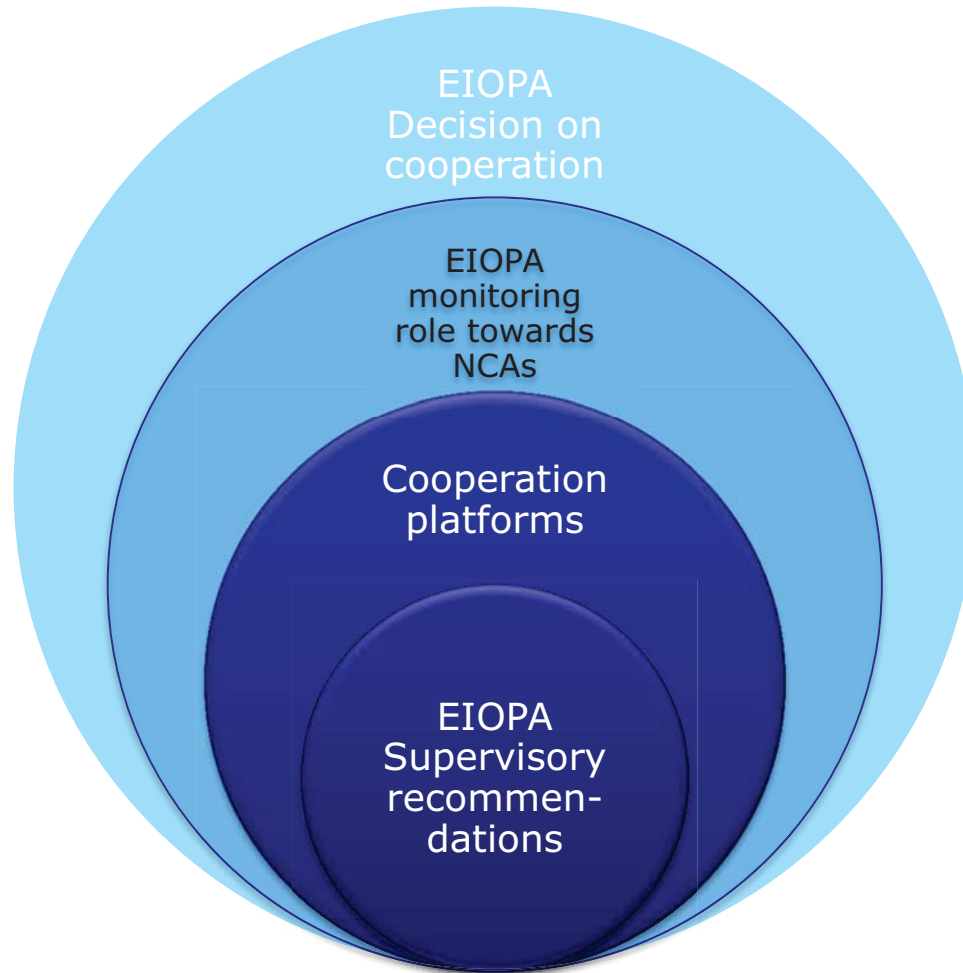 EIOPA
Decision on
cooperation
EIOPA
monitoring
role towards
NCAs
Cooperation
platforms
EIOPA
Supervisory
recommen-
dations